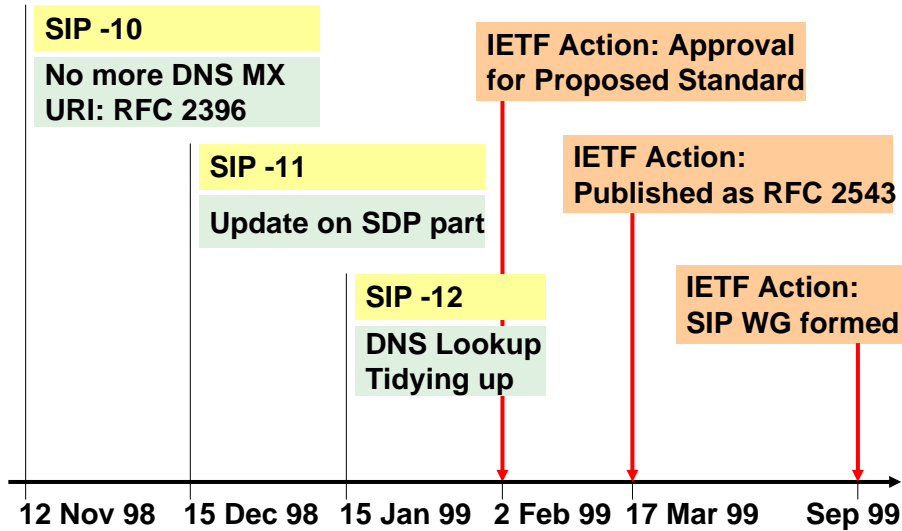 SIP -10
No more DNS MX
URI: RFC 2396
SIP -11
Update on SDP part
SIP -12
DNS Lookup
Tidying up
IETF Action: Approval
for Proposed Standard
IETF Action:
Published as RFC 2543
IETF Action:
SIP WG formed
12 Nov 98
15 Dec 98
15 Jan 99
2 Feb 99
17 Mar 99
Sep 99